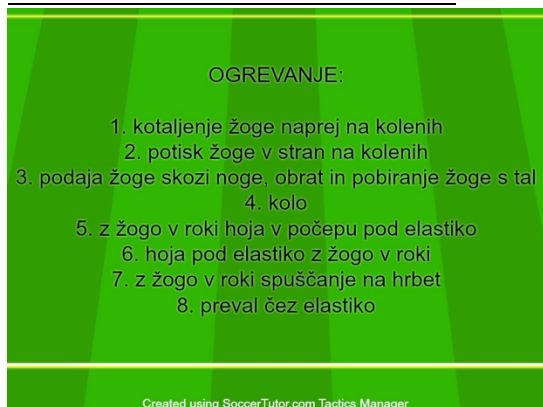 OGREVANJE:
1. kotaljenje žoge naprej na kolenih
2. potisk žoge v stran na kolenih
3. podaja žoge skozi noge, obrat in pobiranje žoge s tal
4. kolo
5. z žogo v roki hoja v počepu pod elastiko
6. hoja pod elastiko z žogo v roki
7. z žogo v roki spuščanje na hrbet
8. preval čez elastiko
Created using SoccerTutor.com Tactics Manager